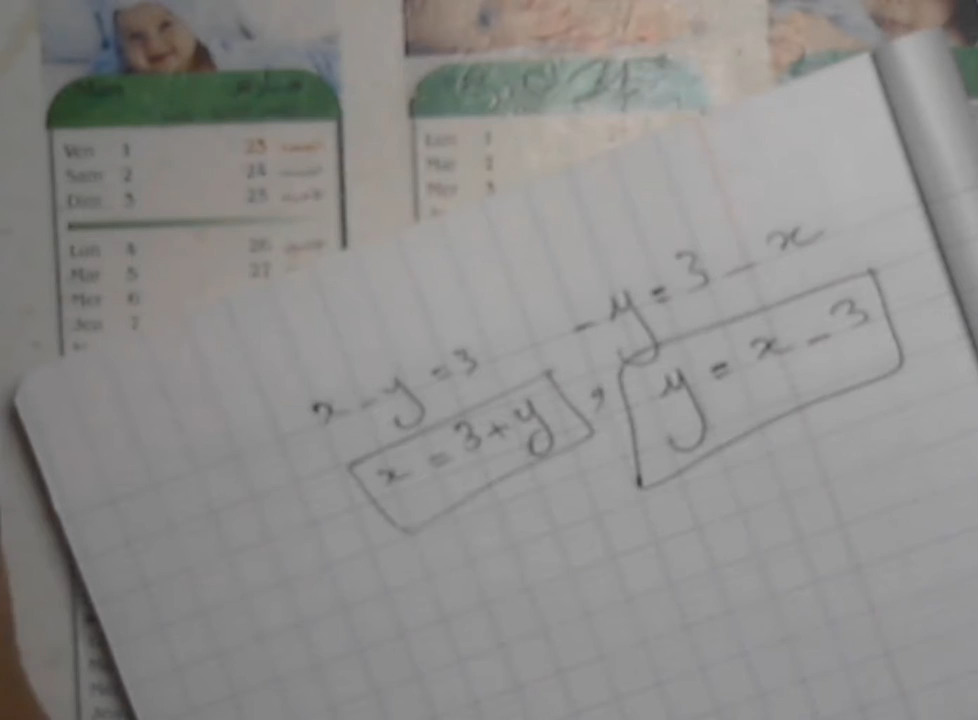 Ven 1 23
Sam 2 24
Dim 3 25
Lun 4 26
Mar 5 27
Mer 6
Jeu 7
Lun 1
Mar 2
Mer 3
x - y = 3
x = 3 + y ,
- y = 3 - x
y = x - 3